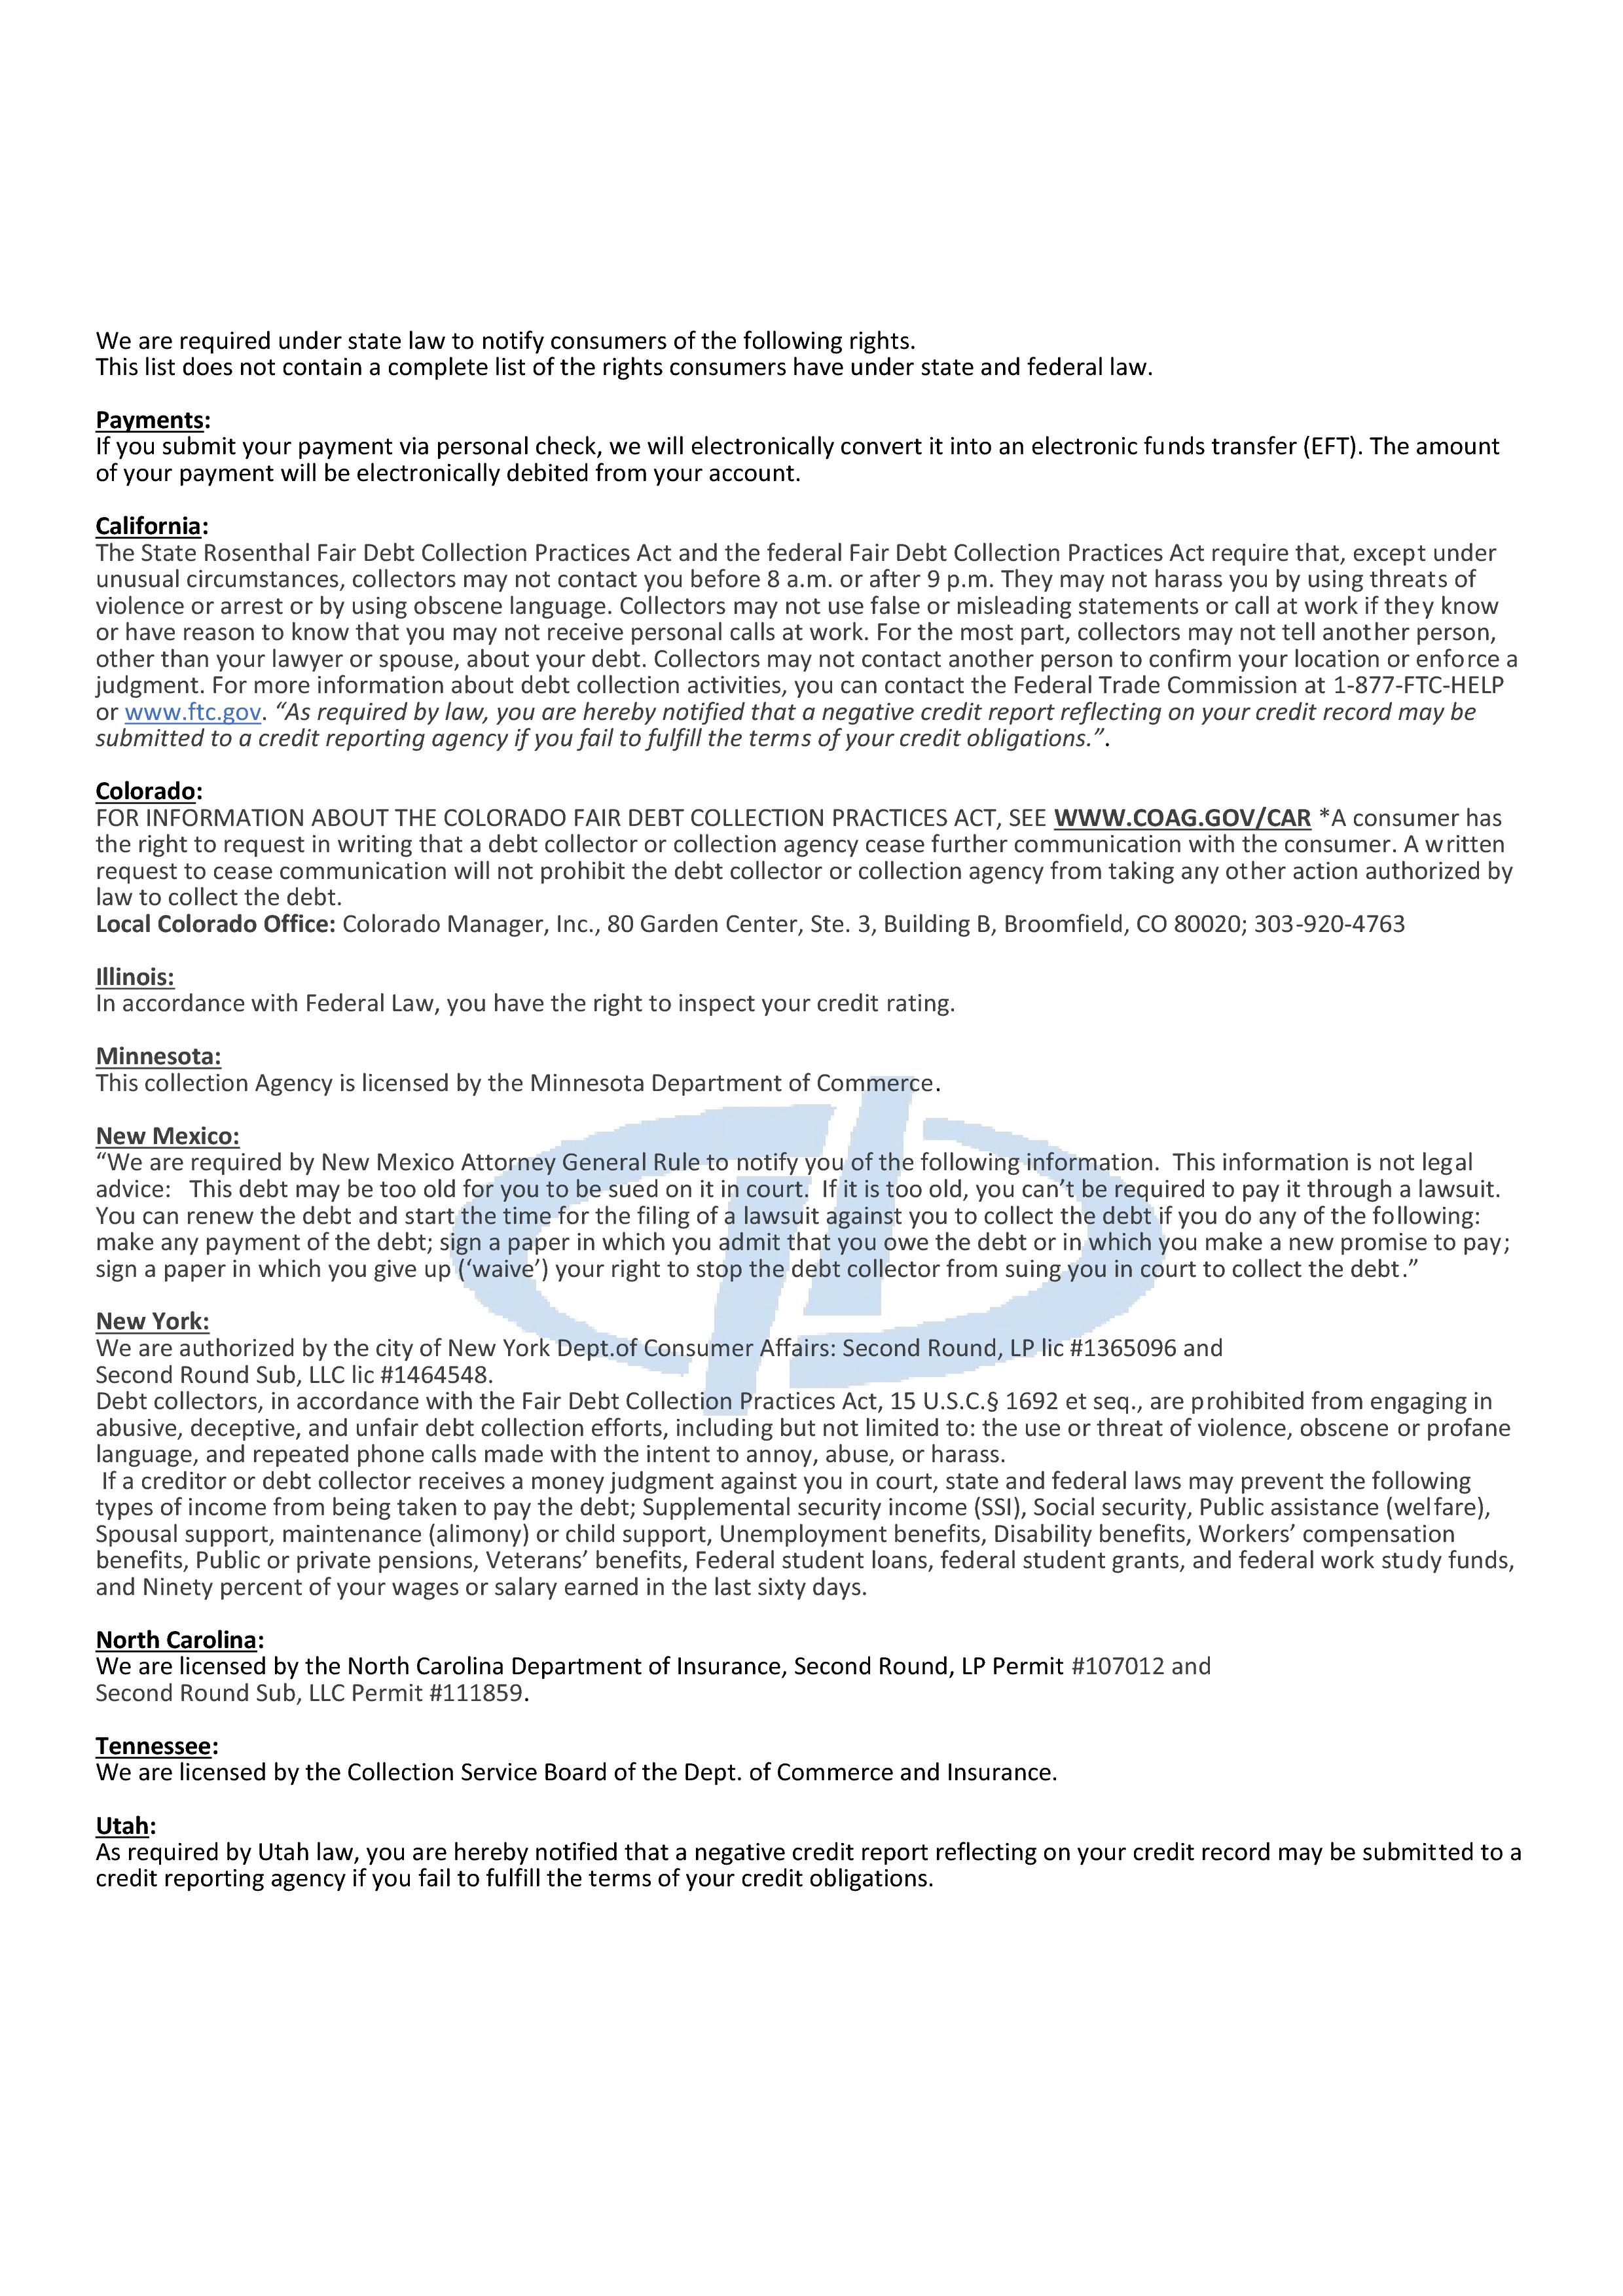 We are required under state law to notify consumers of the following rights.
This list does not contain a complete list of the rights consumers have under state and federal law.
Payments:
If you submit your payment via personal check, we will electronically convert it into an electronic funds transfer (EFT). The amount
of your payment will be electronically debited from your account.
California:
The State Rosenthal Fair Debt Collection Practices Act and the federal Fair Debt Collection Practices Act require that, except under
unusual circumstances, collectors may not contact you before 8 a.m. or after 9 p.m. They may not harass you by using threats of
violence or arrest or by using obscene language. Collectors may not use false or misleading statements or call at work if they know
or have reason to know that you may not receive personal calls at work. For the most part, collectors may not tell another person,
other than your lawyer or spouse, about your debt. Collectors may not contact another person to confirm your location or enforce a
judgment. For more information about debt collection activities, you can contact the Federal Trade Commission at 1-877-FTC-HELP
or www.ftc.gov. “As required by law, you are hereby notified that a negative credit report reflecting on your credit record may be
submitted to a credit reporting agency if you fail to fulfill the terms of your credit obligations.”.
Colorado:
FOR INFORMATION ABOUT THE COLORADO FAIR DEBT COLLECTION PRACTICES ACT, SEE WWW.COAG.GOV/CAR *A consumer has
the right to request in writing that a debt collector or collection agency cease further communication with the consumer. A written
request to cease communication will not prohibit the debt collector or collection agency from taking any other action authorized by
law to collect the debt.
Local Colorado Office: Colorado Manager, Inc., 80 Garden Center, Ste. 3, Building B, Broomfield, CO 80020; 303-920-4763
Illinois:
In accordance with Federal Law, you have the right to inspect your credit rating.
Minnesota:
This collection Agency is licensed by the Minnesota Department of Commerce.
New Mexico:
“We are required by New Mexico Attorney General Rule to notify you of the following information.  This information is not legal
advice:   This debt may be too old for you to be sued on it in court.  If it is too old, you can’t be required to pay it through a lawsuit.
You can renew the debt and start the time for the filing of a lawsuit against you to collect the debt if you do any of the following:
make any payment of the debt; sign a paper in which you admit that you owe the debt or in which you make a new promise to pay;
sign a paper in which you give up (‘waive’) your right to stop the debt collector from suing you in court to collect the debt.”
New York:
We are authorized by the city of New York Dept.of Consumer Affairs: Second Round, LP lic #1365096 and
Second Round Sub, LLC lic #1464548.
Debt collectors, in accordance with the Fair Debt Collection Practices Act, 15 U.S.C.§ 1692 et seq., are prohibited from engaging in
abusive, deceptive, and unfair debt collection efforts, including but not limited to: the use or threat of violence, obscene or profane
language, and repeated phone calls made with the intent to annoy, abuse, or harass.
If a creditor or debt collector receives a money judgment against you in court, state and federal laws may prevent the following
types of income from being taken to pay the debt; Supplemental security income (SSI), Social security, Public assistance (welfare),
Spousal support, maintenance (alimony) or child support, Unemployment benefits, Disability benefits, Workers’ compensation
benefits, Public or private pensions, Veterans’ benefits, Federal student loans, federal student grants, and federal work study funds,
and Ninety percent of your wages or salary earned in the last sixty days.
North Carolina:
We are licensed by the North Carolina Department of Insurance, Second Round, LP Permit #107012 and
Second Round Sub, LLC Permit #111859.
Tennessee:
We are licensed by the Collection Service Board of the Dept. of Commerce and Insurance.
Utah:
As required by Utah law, you are hereby notified that a negative credit report reflecting on your credit record may be submitted to a
credit reporting agency if you fail to fulfill the terms of your credit obligations.